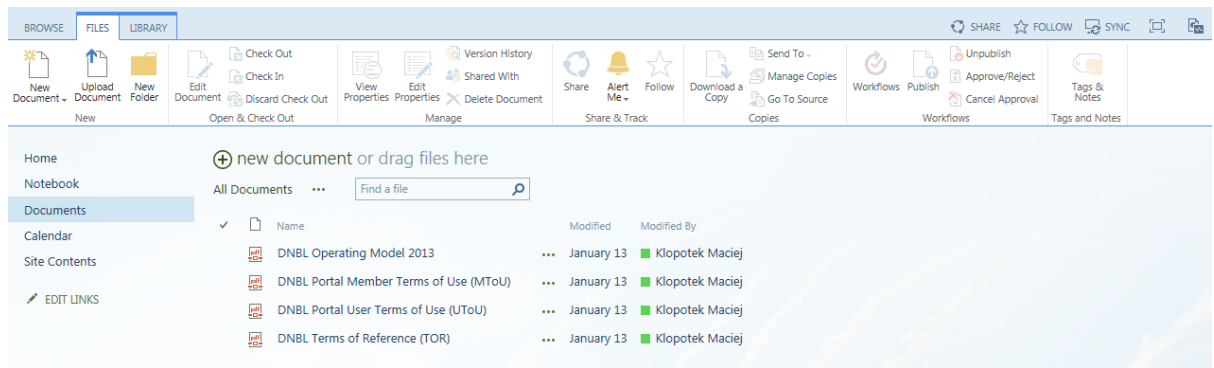 BROWSE FILES LIBRARY SHARE FOLLOW SYNC
New Document Upload Document New Folder
New
Edit Document Check Out
Check In
Discard Check Out
Open & Check Out
View Properties Edit Properties Version History
Shared With
Delete Document
Manage
Share Alert Me Follow
Share & Track
Download a Copy Send To
Manage Copies
Go To Source
Copies
Workflows Publish Unpublish
Approve/Reject
Cancel Approval
Workflows
Tags & Notes
Tags and Notes
Home
Notebook
Documents
Calendar
Site Contents
EDIT LINKS
new document or drag files here
All Documents ... Find a file
Name Modified Modified By
DNBL Operating Model 2013 ... January 13 Klopotek Maciej
DNBL Portal Member Terms of Use (MToU) ... January 13 Klopotek Maciej
DNBL Portal User Terms of Use (UToU) ... January 13 Klopotek Maciej
DNBL Terms of Reference (TOR) ... January 13 Klopotek Maciej